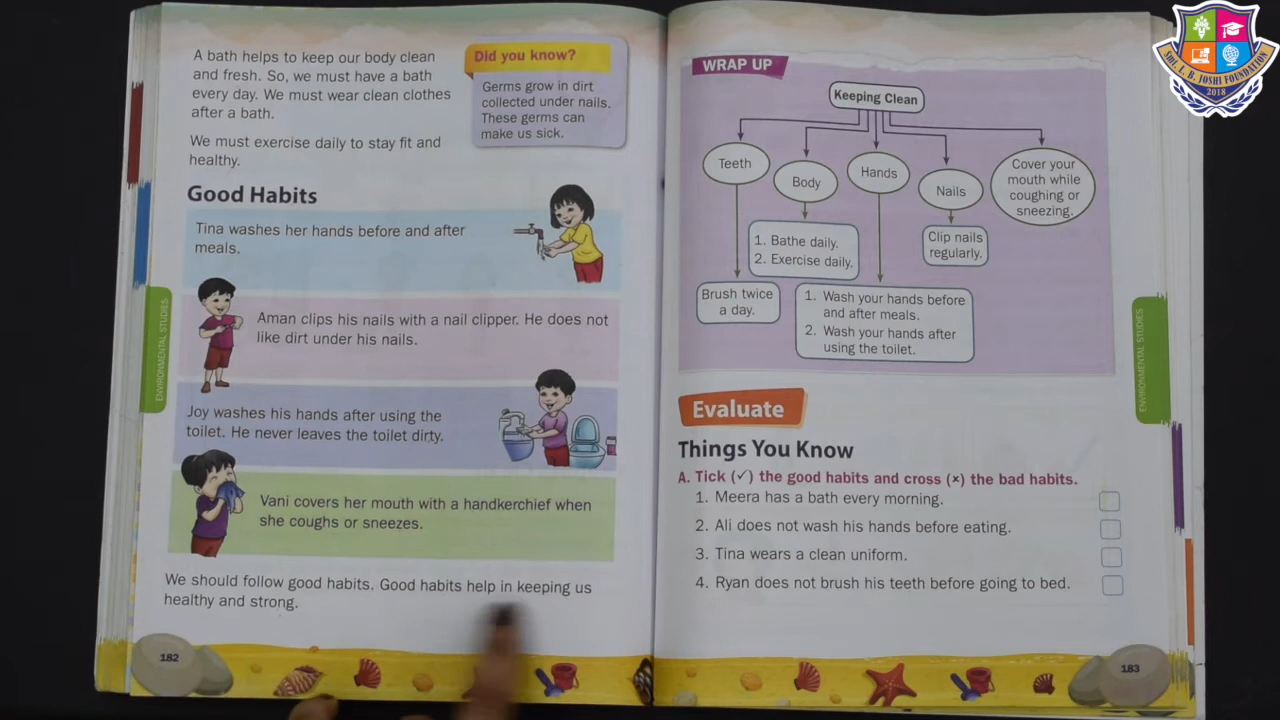 A bath helps to keep our body clean
and fresh. So, we must have a bath
every day. We must wear clean clothes
after a bath.
We must exercise daily to stay fit and
healthy.
Did you know?
Germs grow in dirt
collected under nails.
These germs can
make us sick.
Good Habits
Tina washes her hands before and after
meals.
Aman clips his nails with a nail clipper. He does not
like dirt under his nails.
Joy washes his hands after using the
toilet. He never leaves the toilet dirty.
Vani covers her mouth with a handkerchief when
she coughs or sneezes.
We should follow good habits. Good habits help in keeping us
healthy and strong.
ENVIRONMENTAL STUDIES
182
WRAP UP
Keeping Clean
Teeth
Body
Hands
Nails
Cover your
mouth while
coughing or
sneezing.
1. Bathe daily.
2. Exercise daily.
Clip nails
regularly.
Brush twice
a day.
1. Wash your hands before
and after meals.
2. Wash your hands after
using the toilet.
Evaluate
Things You Know
A. Tick (✓) the good habits and cross (×) the bad habits.
1. Meera has a bath every morning.
2. Ali does not wash his hands before eating.
3. Tina wears a clean uniform.
4. Ryan does not brush his teeth before going to bed.
ENVIRONMENTAL STUDIES
183
SHL. L. B. JOSHI FOUNDATION
2018